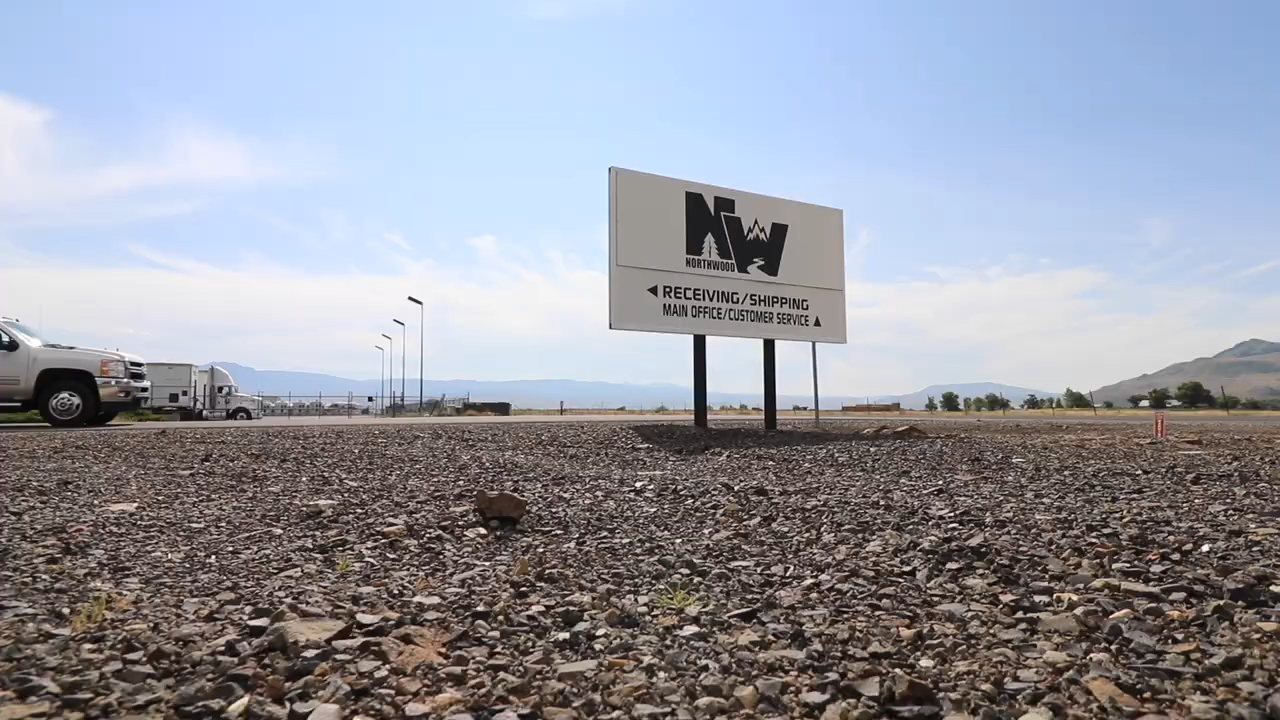 NW
NORTHWOOD
◀ RECEIVING/SHIPPING
MAIN OFFICE/CUSTOMER SERVICE ▲